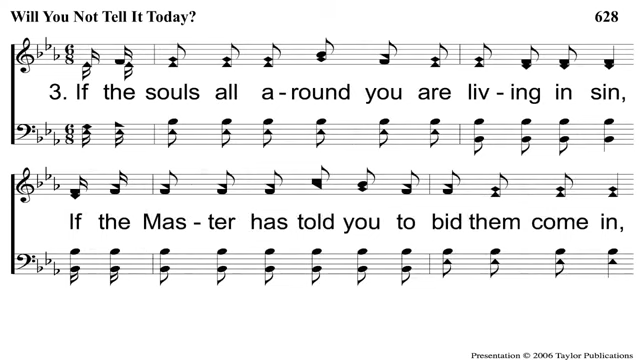 Will You Not Tell It Today? 628
3. If the souls all a - round you are liv - ing in sin,
If the Mas - ter has told you to bid them come in,
Presentation © 2006 Taylor Publications